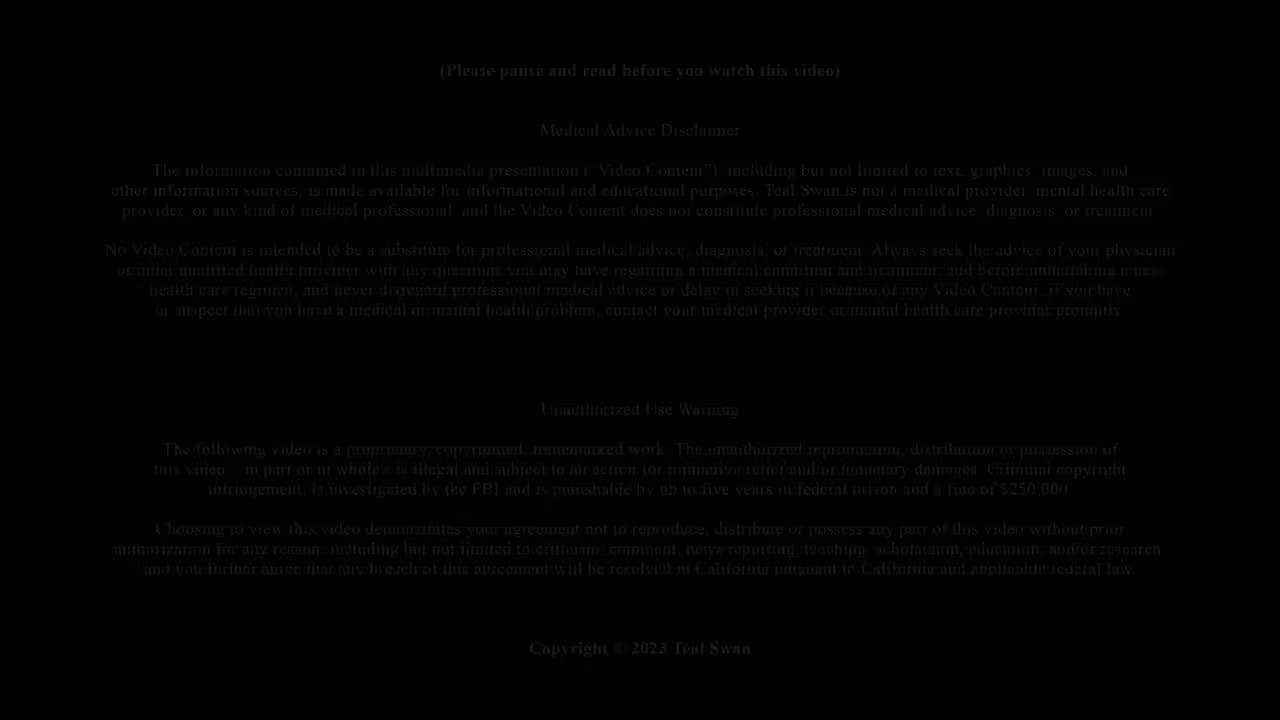 (Please pause and read before you watch this video)
Medical Advice Disclaimer
The information contained in this multimedia presentation ("Video Content"), including but not limited to text, graphics, images, and
other information sources, is made available for informational and educational purposes. Teal Swan is not a medical provider, mental health care
provider, or any kind of medical professional, and the Video Content does not constitute professional medical advice, diagnosis, or treatment.
No Video Content is intended to be a substitute for professional medical advice, diagnosis, or treatment. Always seek the advice of your physician
or other qualified health provider with any questions you may have regarding a medical condition and treatment, and before undertaking a new
health care regimen, and never disregard professional medical advice or delay in seeking it because of any Video Content. If you have
or suspect that you have a medical or mental health problem, contact your medical provider or mental health care provider promptly.
Unauthorized Use Warning
The following video is a proprietary, copyrighted, trademarked work. The unauthorized reproduction, distribution or possession of
this video – in part or in whole – is illegal and subject to an action for injunctive relief and/or monetary damages. Criminal copyright
infringement, is investigated by the FBI and is punishable by up to five years in federal prison and a fine of $250,000.
Choosing to view this video demonstrates your agreement not to reproduce, distribute or possess any part of this video without prior
authorization for any reason, including but not limited to criticism, comment, news reporting, teaching, scholarship, education, and/or research
and you further agree that any breach of this agreement will be resolved in California pursuant to California and applicable federal law.
Copyright © 2023 Teal Swan